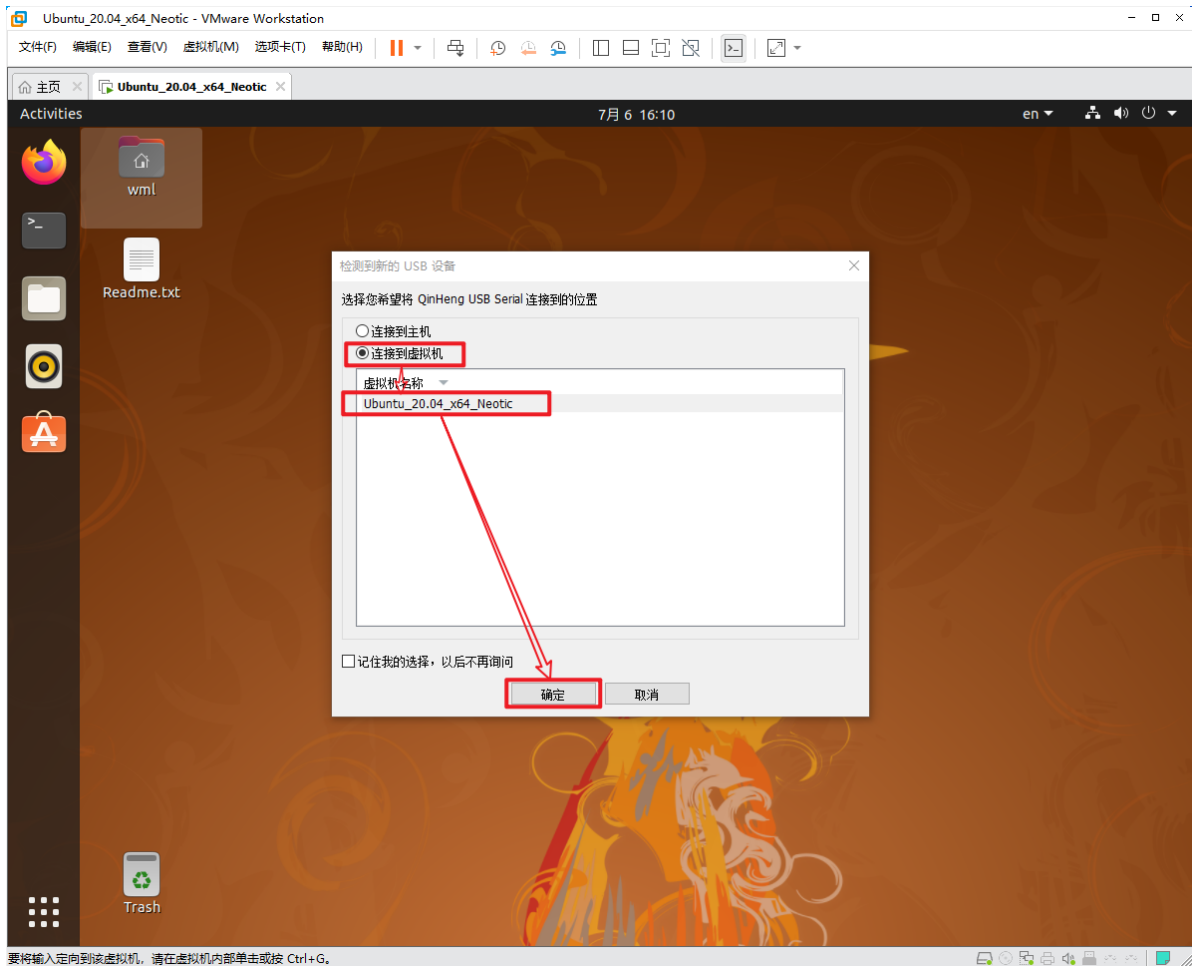 Ubuntu_20.04_x64_Neotic - VMware Workstation
文件(F) 编辑(E) 查看(V) 虚拟机(M) 选项卡(T) 帮助(H)
主页 Ubuntu_20.04_x64_Neotic
Activities 7月 6 16:10 en
wml
Readme.txt
检测到新的 USB 设备
选择您希望将 QinHeng USB Serial 连接到的位置
连接到主机
连接到虚拟机
虚拟机名称
Ubuntu_20.04_x64_Neotic
记住我的选择，以后不再询问
确定 取消
Trash
要将输入定向到该虚拟机，请在虚拟机内部单击或按 Ctrl+G。